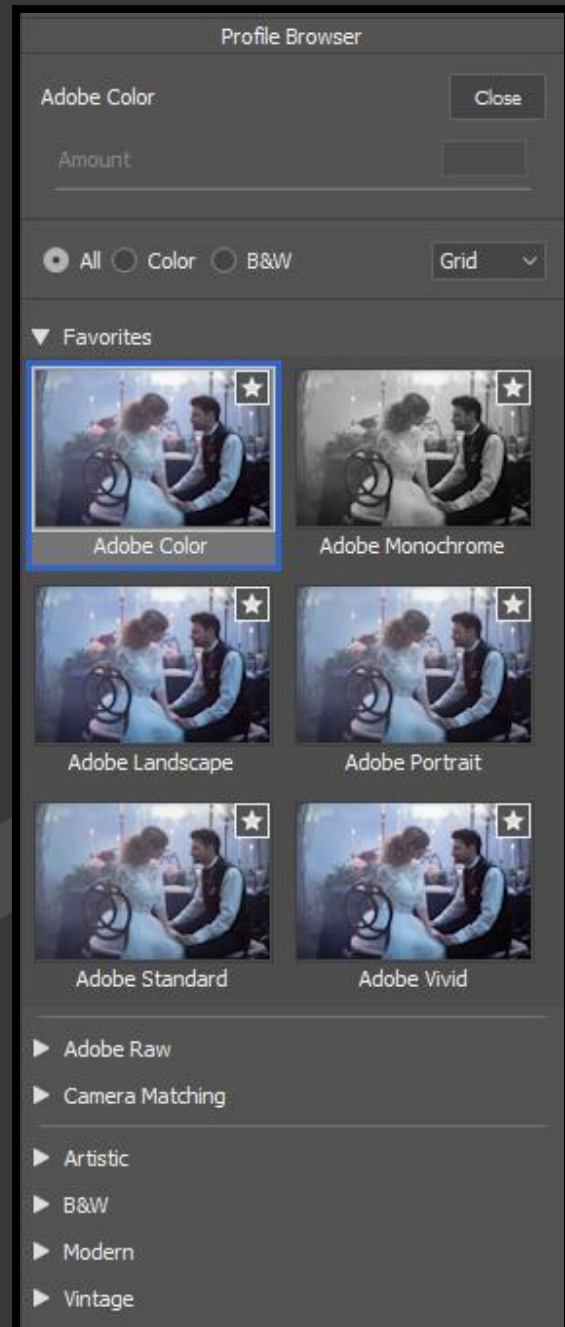 Profile Browser
Adobe Color Close
Amount
All Color B&W Grid
Favorites
Adobe Color Adobe Monochrome
Adobe Landscape Adobe Portrait
Adobe Standard Adobe Vivid
Adobe Raw
Camera Matching
Artistic
B&W
Modern
Vintage